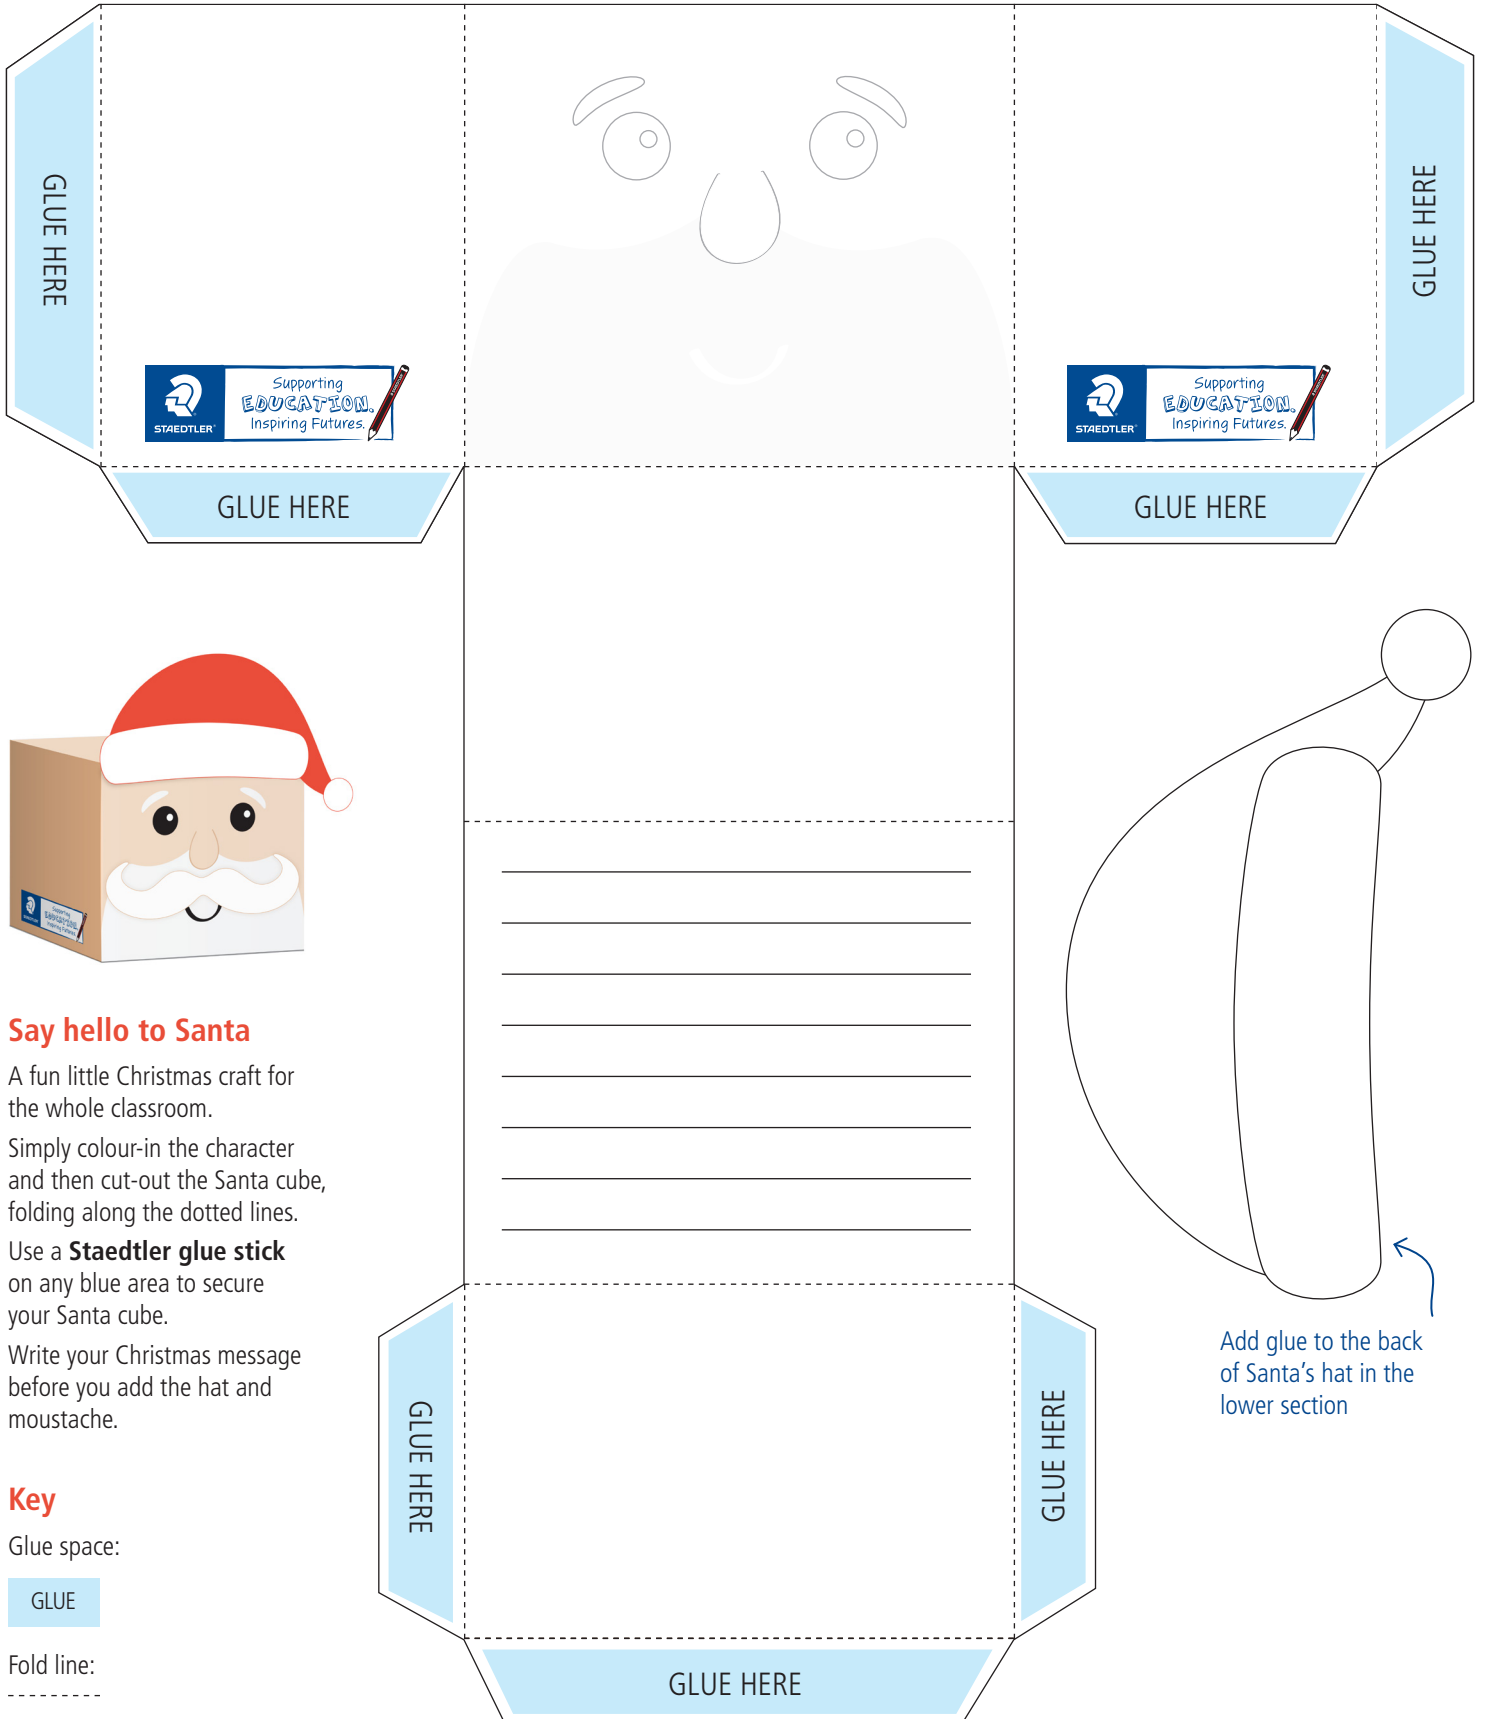 GLUE HERE
GLUE HERE
STAEDTLER
Supporting
EDUCATION.
Inspiring Futures.
STAEDTLER
Supporting
EDUCATION.
Inspiring Futures.
GLUE HERE
GLUE HERE
STAEDTLER
Supporting
EDUCATION.
Inspiring Futures.
Say hello to Santa
A fun little Christmas craft for
the whole classroom.
Simply colour-in the character
and then cut-out the Santa cube,
folding along the dotted lines.
Use a Staedtler glue stick
on any blue area to secure
your Santa cube.
Write your Christmas message
before you add the hat and
moustache.
Key
Glue space:
GLUE
Fold line:
Add glue to the back
of Santa's hat in the
lower section
GLUE HERE
GLUE HERE
GLUE HERE